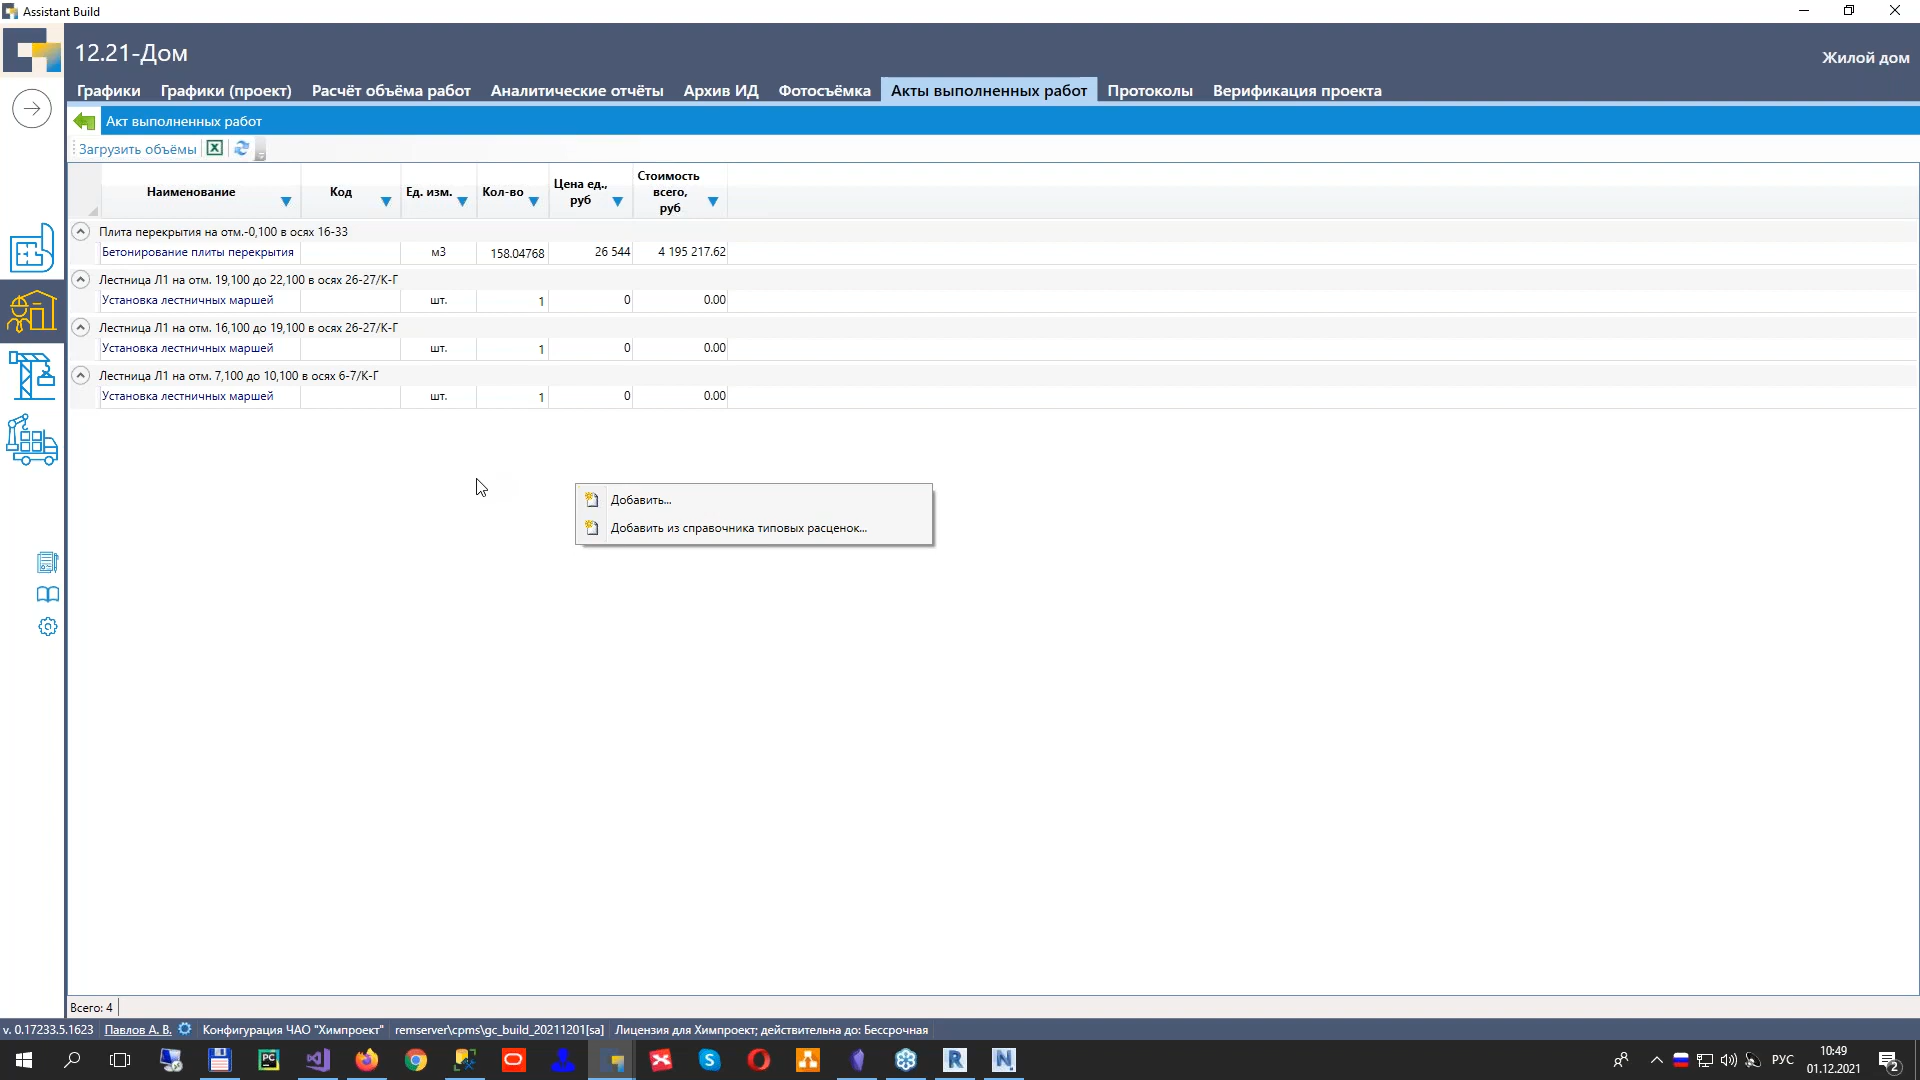 Assistant Build
12.21-Дом
Жилой дом
Графики Графики (проект) Расчёт объёма работ Аналитические отчёты Архив ИД Фотосъёмка Акты выполненных работ Протоколы Верификация проекта
Акт выполненных работ
Загрузить объёмы
Наименование Код Ед. изм. Кол-во Цена ед., руб Стоимость всего, руб
Плита перекрытия на отм.-0,100 в осях 16-33
Бетонирование плиты перекрытия м3 158.04768 26 544 4 195 217.62
Лестница Л1 на отм. 19,100 до 22,100 в осях 26-27/К-Г
Установка лестничных маршей шт. 1 0 0.00
Лестница Л1 на отм. 16,100 до 19,100 в осях 26-27/К-Г
Установка лестничных маршей шт. 1 0 0.00
Лестница Л1 на отм. 7,100 до 10,100 в осях 6-7/К-Г
Установка лестничных маршей шт. 1 0 0.00
Добавить...
Добавить из справочника типовых расценок...
Всего: 4
v. 0.17233.5.1623 Павлов А. В. Конфигурация ЧАО "Химпроект" remserver\cpms\gc_build_20211201[sa] Лицензия для Химпроект; действительна до: Бессрочная
PC R N РУС 10:49
01.12.2021 2